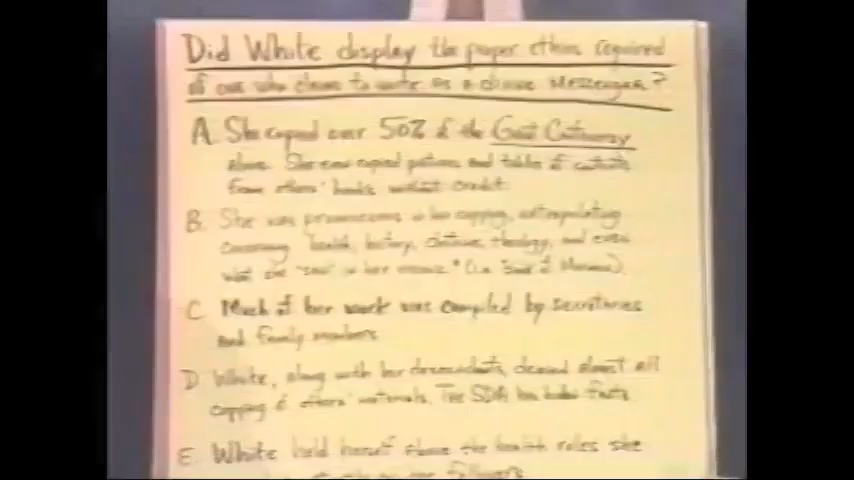 Did White display the proper ethics required
of one who claims to write as a divine Messenger?
A. She copied over 50% of the Great Controversy
alone. She even copied pictures and tables of contents
from others' books without credit.
B. She was in her copying,
concerning health, history, doctrine, theology, and even
what she "saw" in her visions
C Much of her work was compiled by secretaries
and family members
D White, along with her descendants, denied almost all
copying of others' materials. The SDA has hidden facts
E. White held herself above the health rules she
followers